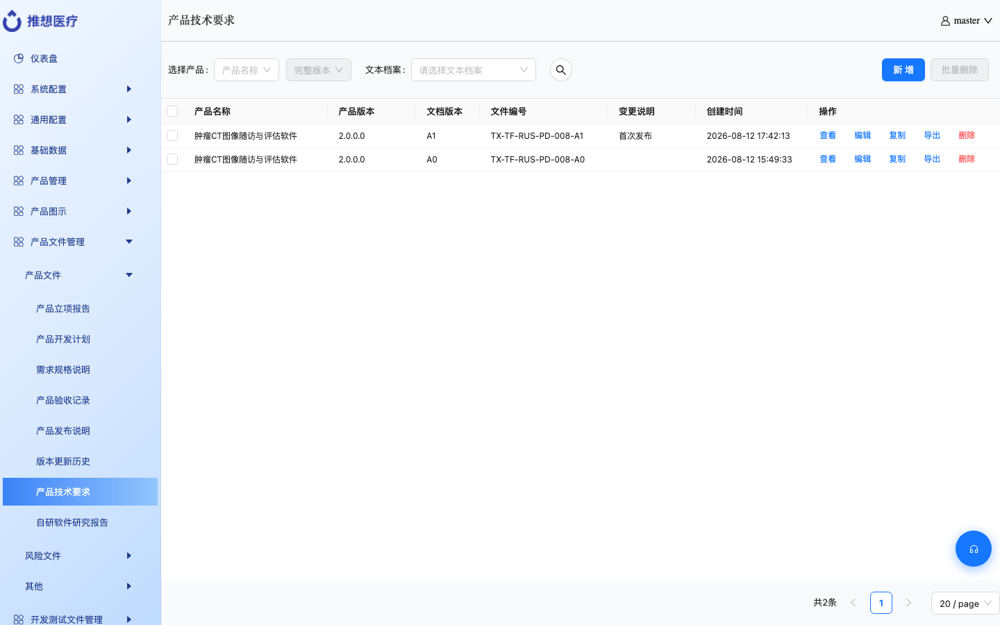 推想医疗
仪表盘
系统配置
通用配置
基础数据
产品管理
产品图示
产品文件管理
产品文件
产品立项报告
产品开发计划
需求规格说明
产品验收记录
产品发布说明
版本更新历史
产品技术要求
自研软件研究报告
风险文件
其他
开发测试文件管理
产品技术要求 master
选择产品: 产品名称 完整版本 文本档案: 请选择文本档案 新 增 批量删除
产品名称 产品版本 文档版本 文件编号 变更说明 创建时间 操作
肿瘤CT图像随访与评估软件 2.0.0.0 A1 TX-TF-RUS-PD-008-A1 首次发布 2026-08-12 17:42:13 查看 编辑 复制 导出 删除
肿瘤CT图像随访与评估软件 2.0.0.0 A0 TX-TF-RUS-PD-008-A0 2026-08-12 15:49:33 查看 编辑 复制 导出 删除
共2条 1 20 / page